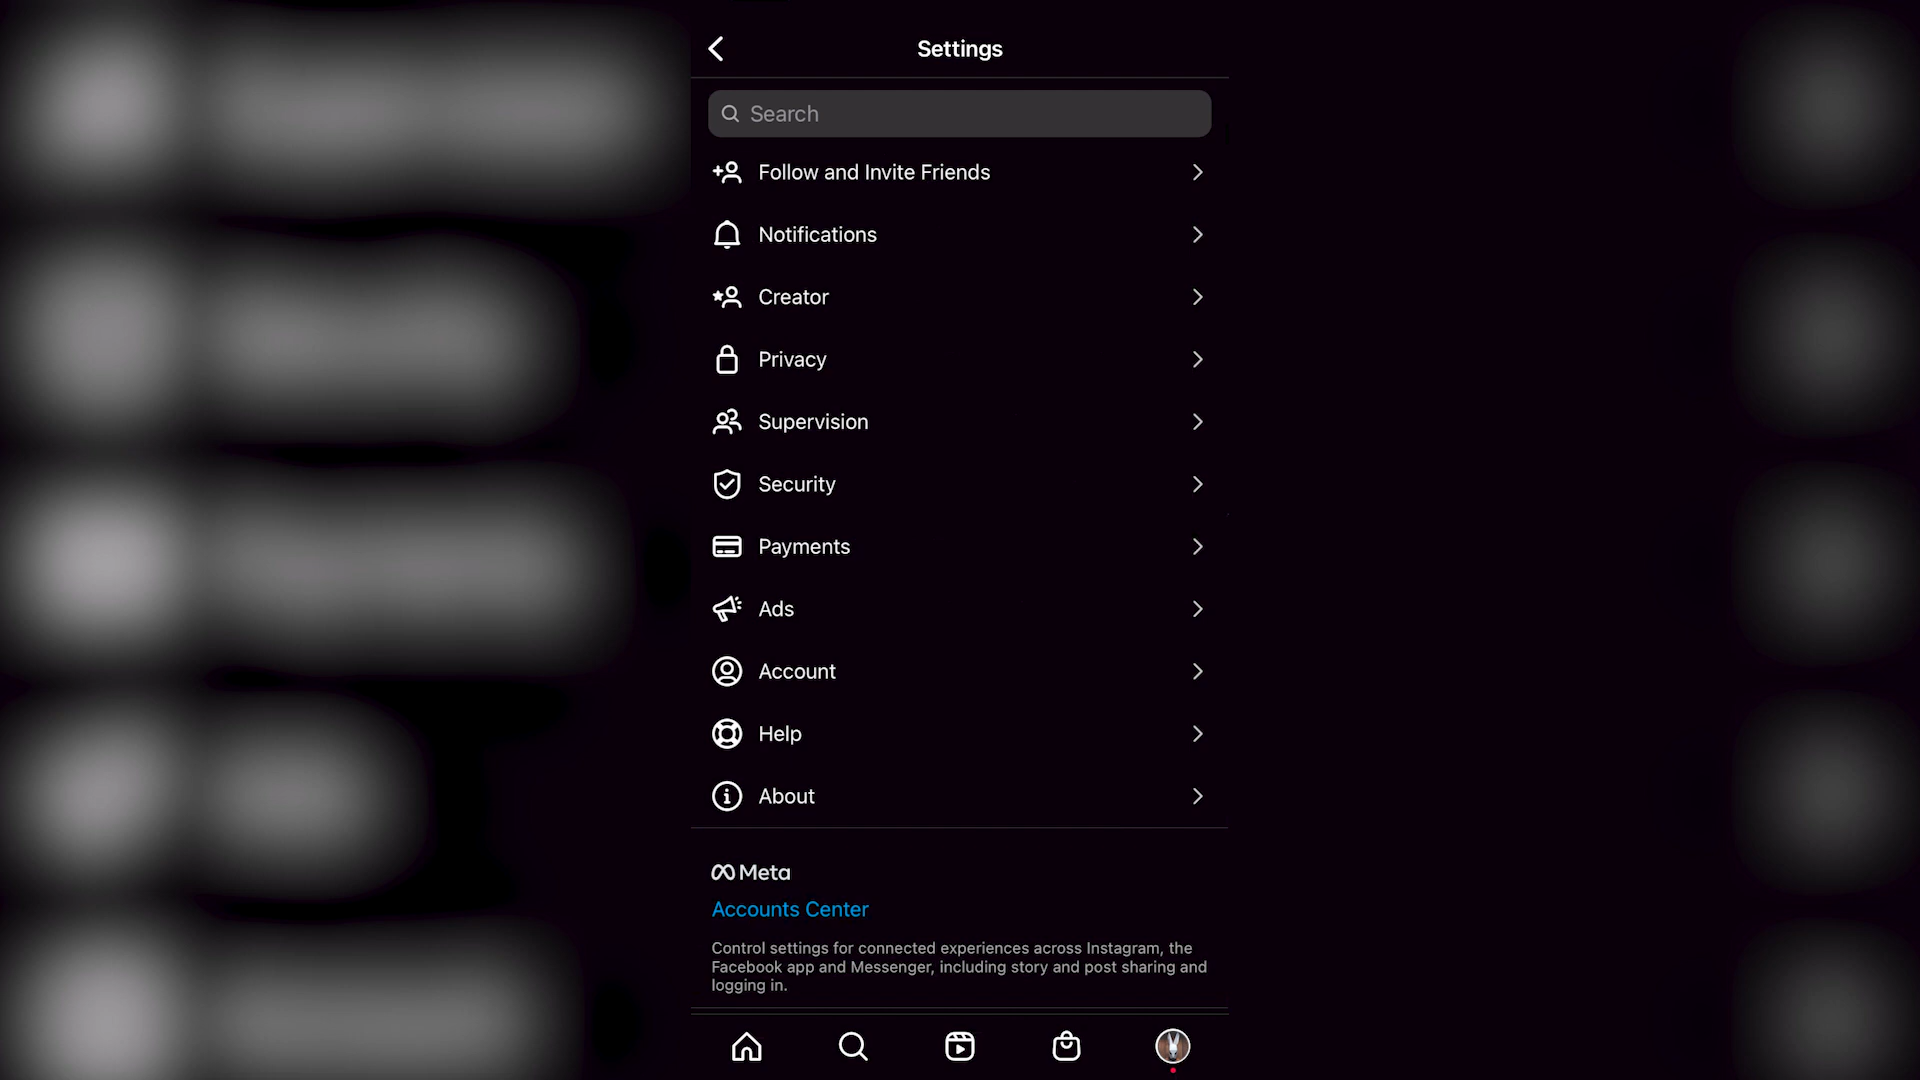 Settings
Search
Follow and Invite Friends
Notifications
Creator
Privacy
Supervision
Security
Payments
Ads
Account
Help
About
Meta
Accounts Center
Control settings for connected experiences across Instagram, the
Facebook app and Messenger, including story and post sharing and
logging in.